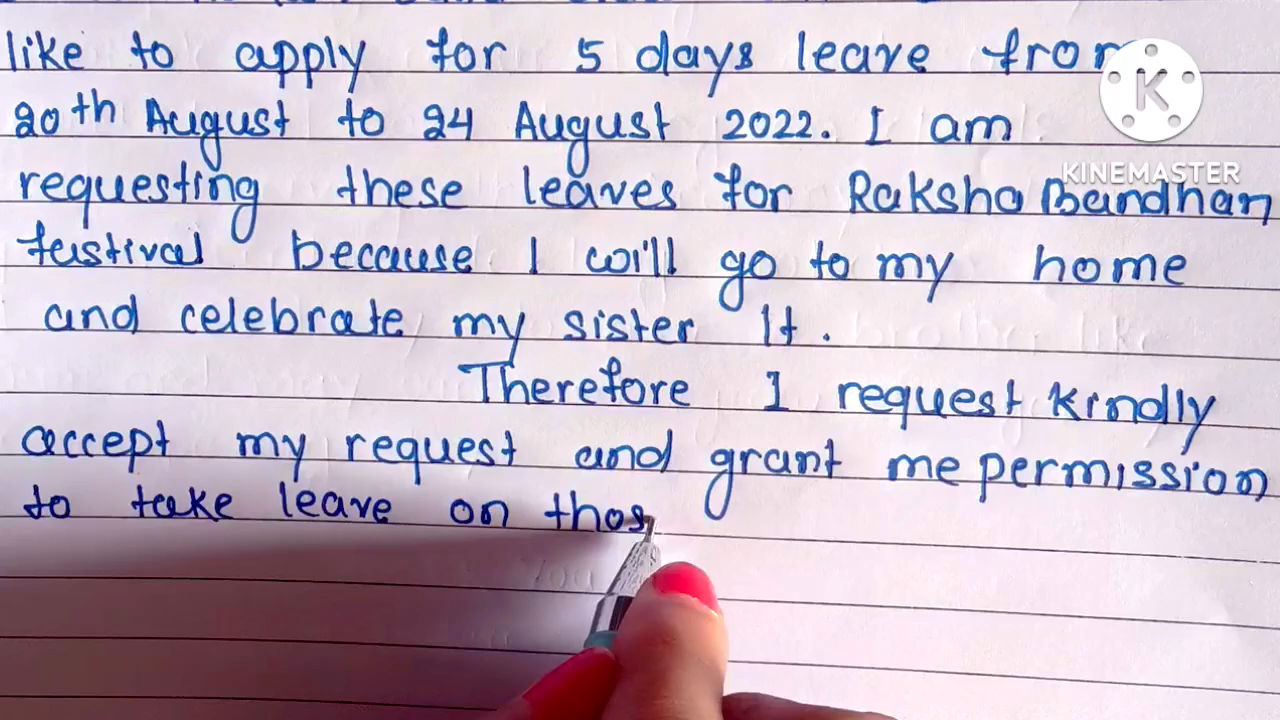 like to apply for 5 days leave from
20th August to 24 August 2022. I am
requesting these leaves for Raksha Bandhan
fustival because I will go to my home
and celebrate my sister It.
Therefore I request kindly
accept my request and grant me permission
to take leave on thos
K
KINEMASTER